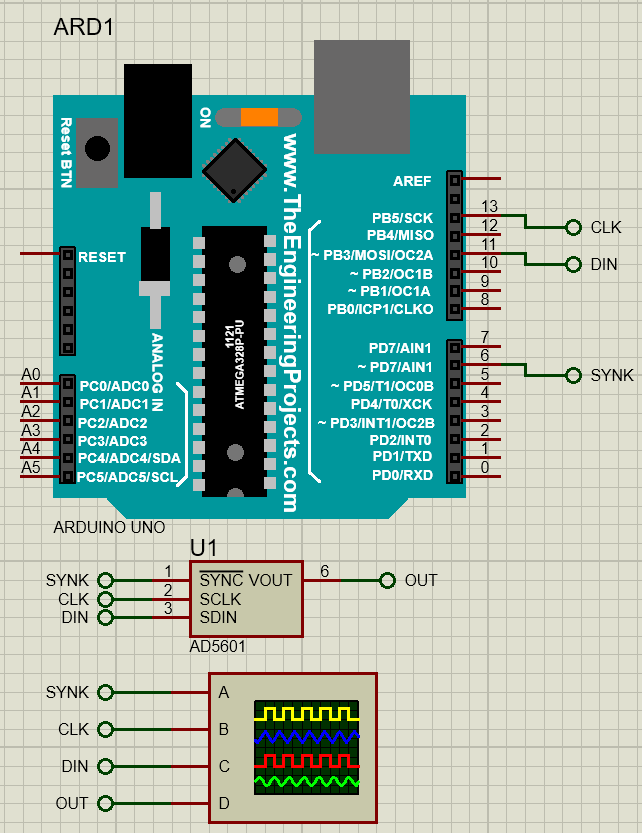 ARD1
ON
Reset BTN
www.TheEngineeringProjects.com
AREF
PB5/SCK 13 CLK
PB4/MISO 12
~ PB3/MOSI/OC2A 11 DIN
~ PB2/OC1B 10
~ PB1/OC1A 9
PB0/ICP1/CLKO 8
RESET
1121
ATMEGA328P-PU
ANALOG IN
PD7/AIN1 7
~ PD7/AIN1 6 SYNK
~ PD5/T1/OC0B 5
PD4/T0/XCK 4
~ PD3/INT1/OC2B 3
PD2/INT0 2
PD1/TXD 1
PD0/RXD 0
A0 PC0/ADC0
A1 PC1/ADC1
A2 PC2/ADC2
A3 PC3/ADC3
A4 PC4/ADC4/SDA
A5 PC5/ADC5/SCL
ARDUINO UNO
U1
SYNK 1 SYNC VOUT 6 OUT
CLK 2 SCLK
DIN 3 SDIN
AD5601
SYNK A
CLK B
DIN C
OUT D